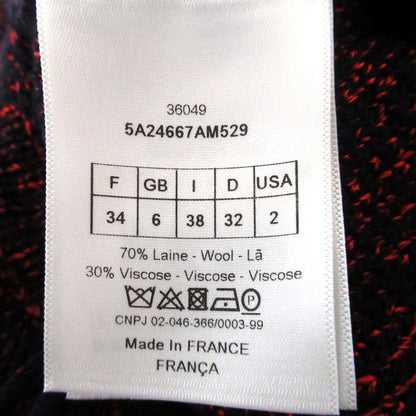 36049
5A24667AM529
F GB I D USA
34 6 38 32 2
70% Laine - Wool - Lã
30% Viscose - Viscose - Viscose
P
CNPJ 02-046-366/0003-99
Made In FRANCE
FRANÇA